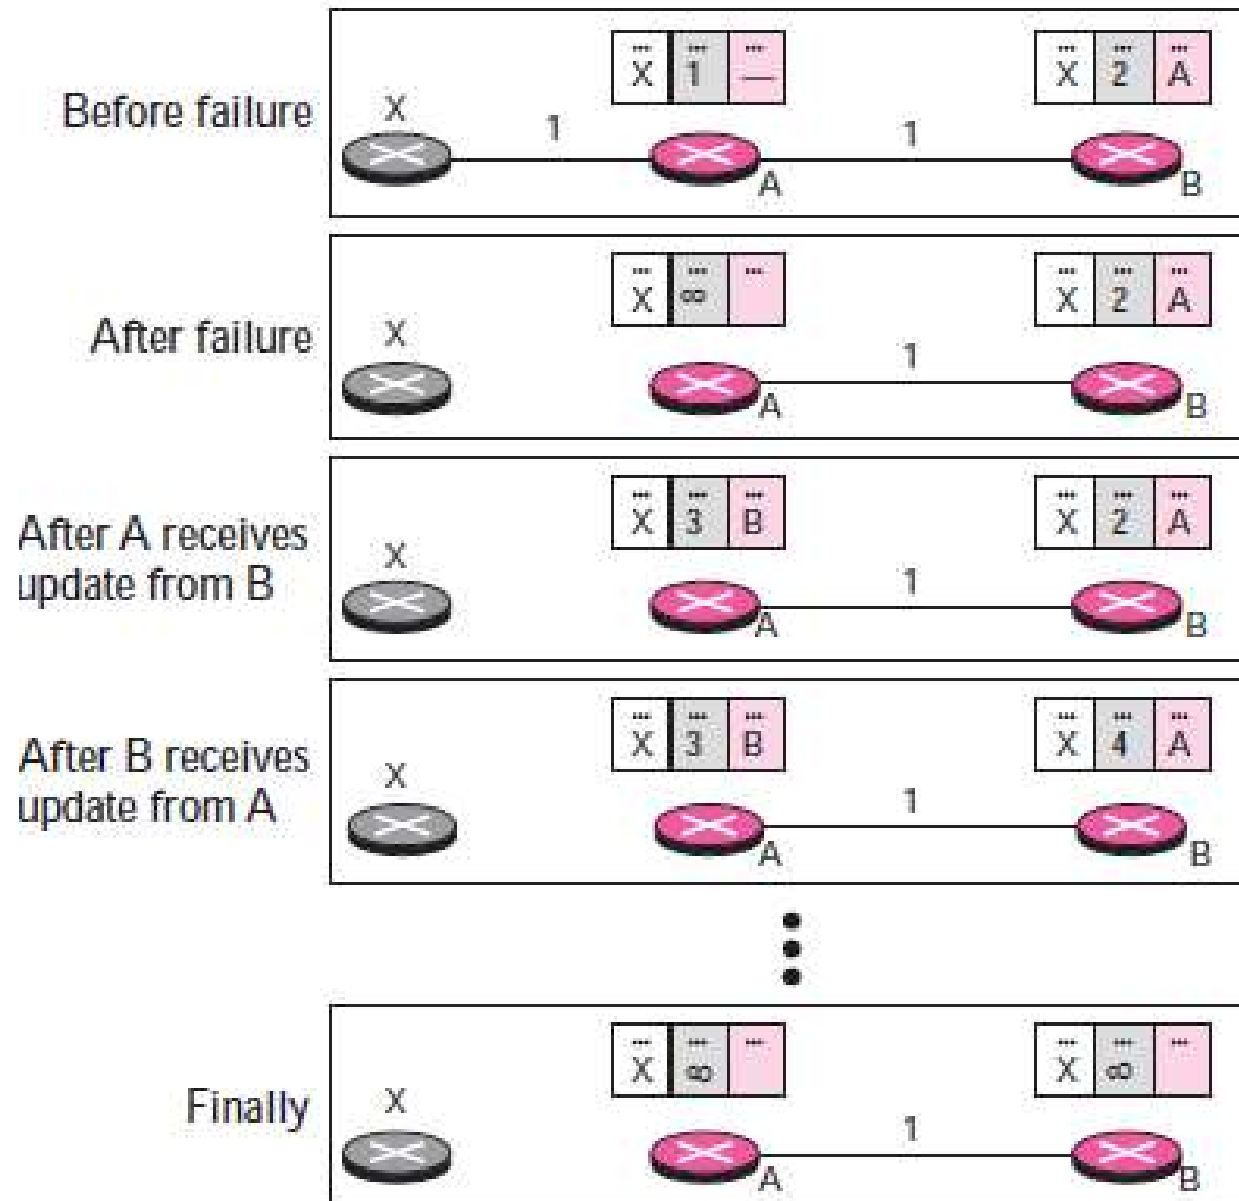 ... ... ...
X 1 —
... ... ...
X 2 A
Before failure
X
1
1
A
B
... ... ...
X ∞
... ... ...
X 2 A
After failure
X
1
A
B
... ... ...
X 3 B
... ... ...
X 2 A
After A receives
update from B
X
1
A
B
... ... ...
X 3 B
... ... ...
X 4 A
After B receives
update from A
X
1
A
B
... ... ...
X ∞
... ... ...
X ∞
Finally
X
1
A
B